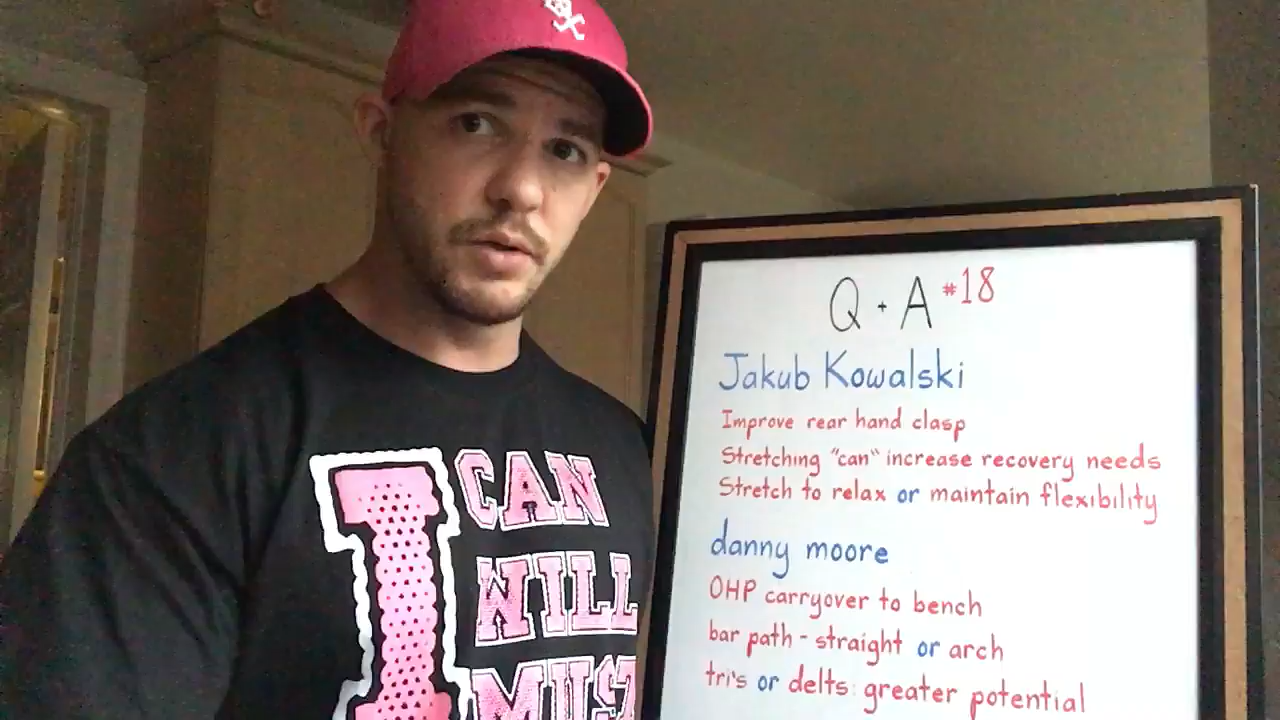 I CAN
WILL
MUST
Q + A #18
Jakub Kowalski
Improve rear hand clasp
Stretching "can" increase recovery needs
Stretch to relax or maintain flexibility
danny moore
OHP carryover to bench
bar path - straight or arch
tri's or delts: greater potential